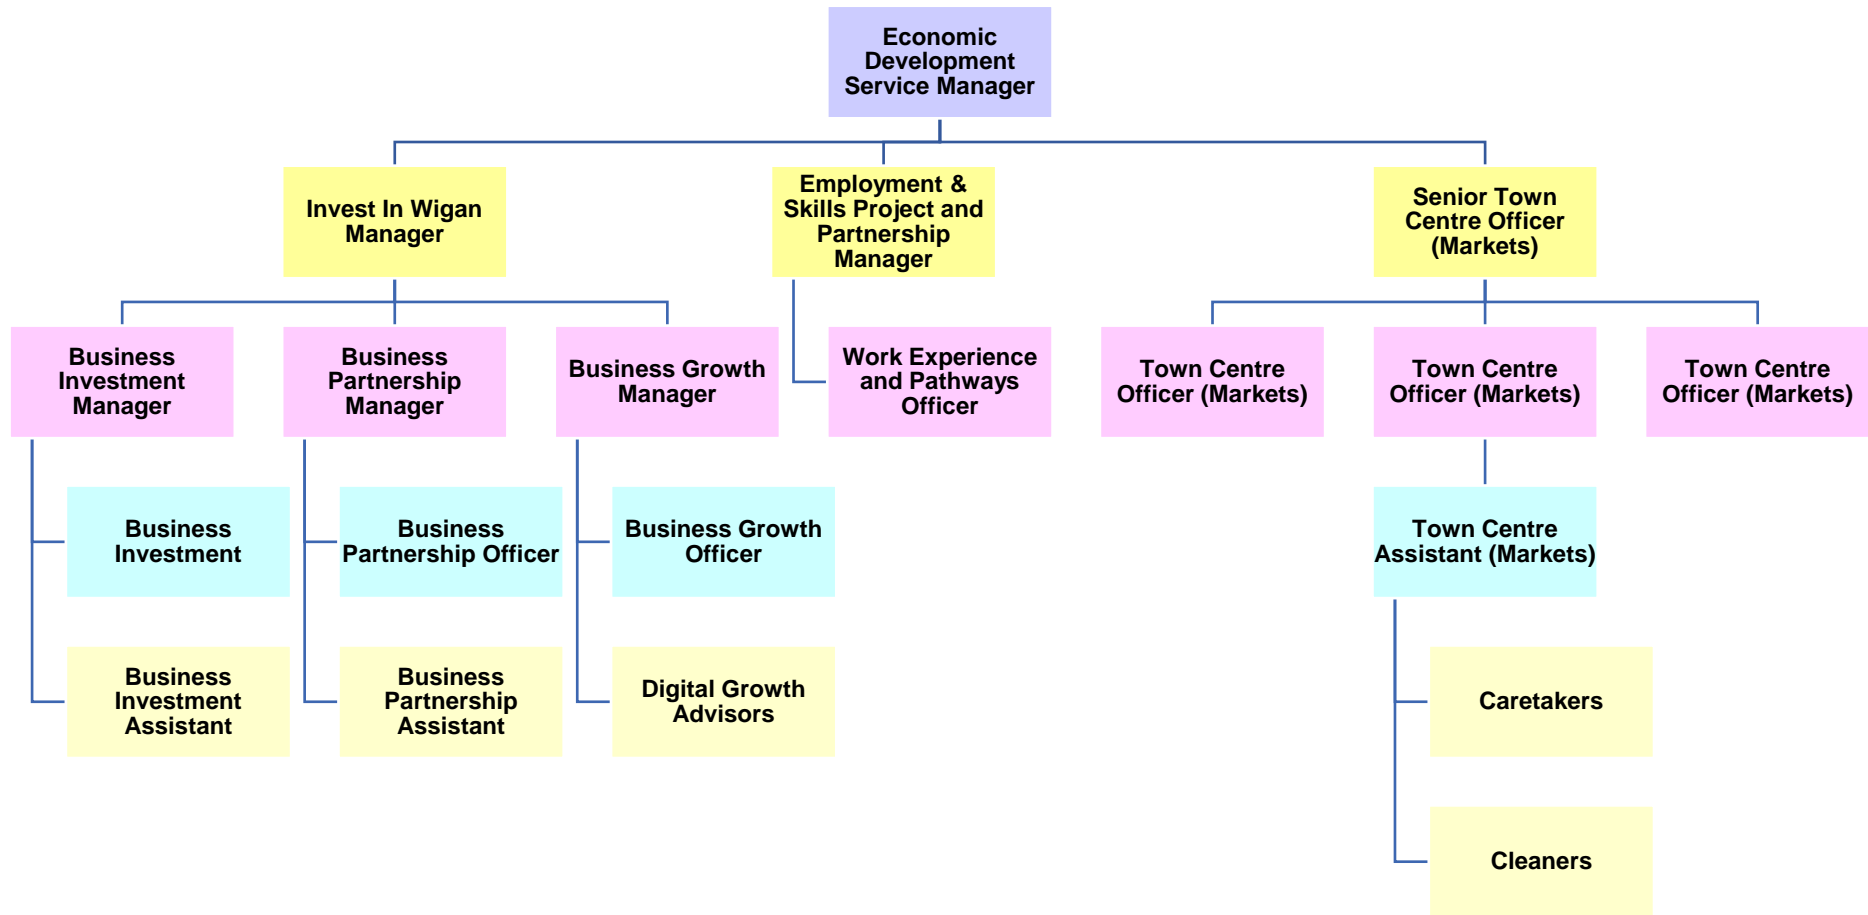 Economic
Development
Service Manager
Invest In Wigan
Manager
Employment &
Skills Project and
Partnership
Manager
Senior Town
Centre Officer
(Markets)
Business
Investment
Manager
Business
Partnership
Manager
Business Growth
Manager
Work Experience
and Pathways
Officer
Town Centre
Officer (Markets)
Town Centre
Officer (Markets)
Town Centre
Officer (Markets)
Business
Investment
Business
Partnership Officer
Business Growth
Officer
Town Centre
Assistant (Markets)
Business
Investment
Assistant
Business
Partnership
Assistant
Digital Growth
Advisors
Caretakers
Cleaners